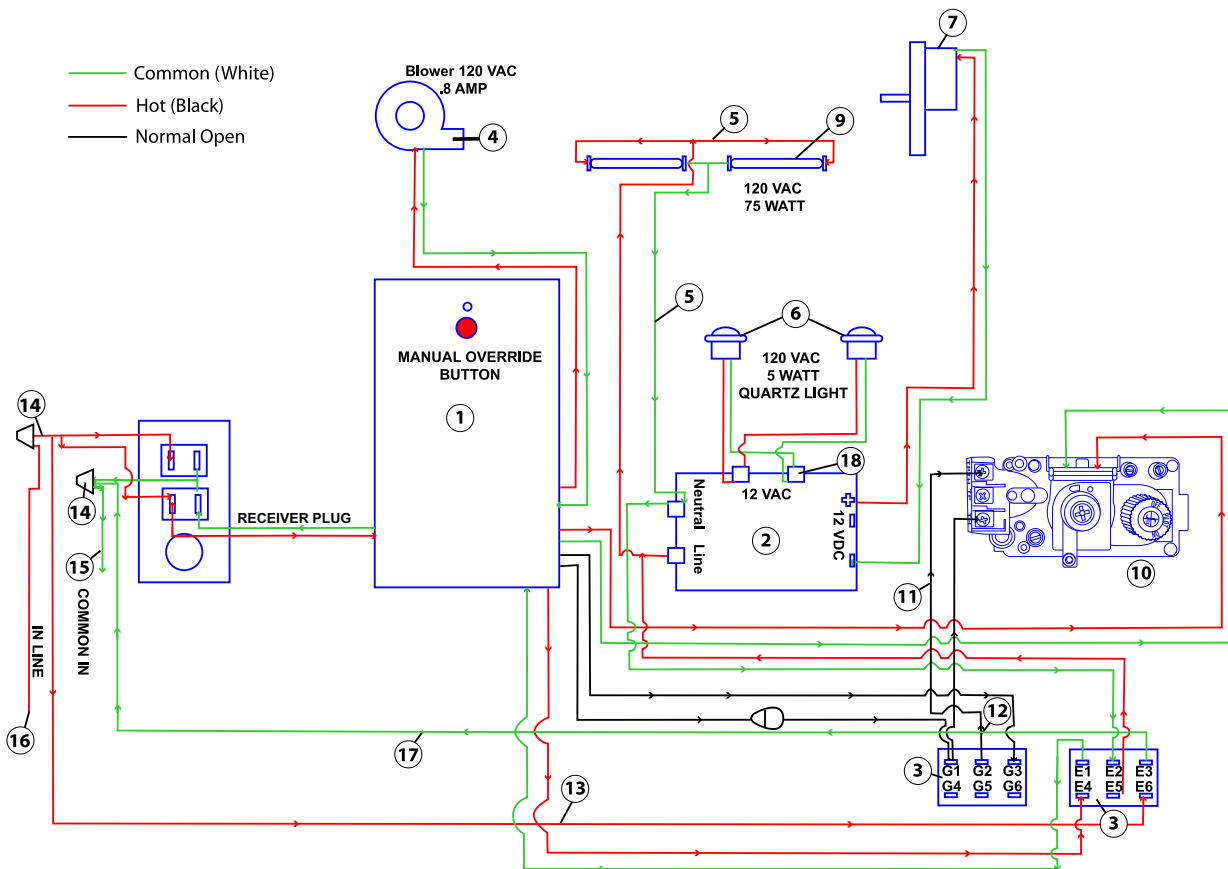 7
Blower 120 VAC
.8 AMP
Common (White)
Hot (Black)
Normal Open
4
5
9
120 VAC
75 WATT
5
6
MANUAL OVERRIDE
BUTTON
120 VAC
5 WATT
QUARTZ LIGHT
1
14
18
12 VAC
14
RECEIVER PLUG
Neutral
Line
2
12 VDC
15
10
11
COMMON IN
IN LINE
16
17
12
3
G1 G2 G3
G4 G5 G6
E1 E2 E3
E4 E5 E6
13
3